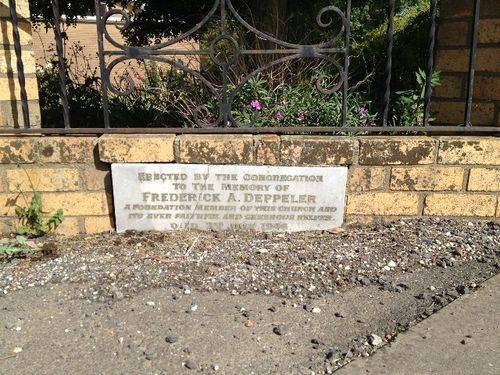 ERECTED BY THE CONGREGATION
TO THE MEMORY OF
FREDERICK A. DEPPELER
A FOUNDATION MEMBER OF THIS CHURCH AND
ITS EVER FAITHFUL AND GENEROUS HELPER
DIED